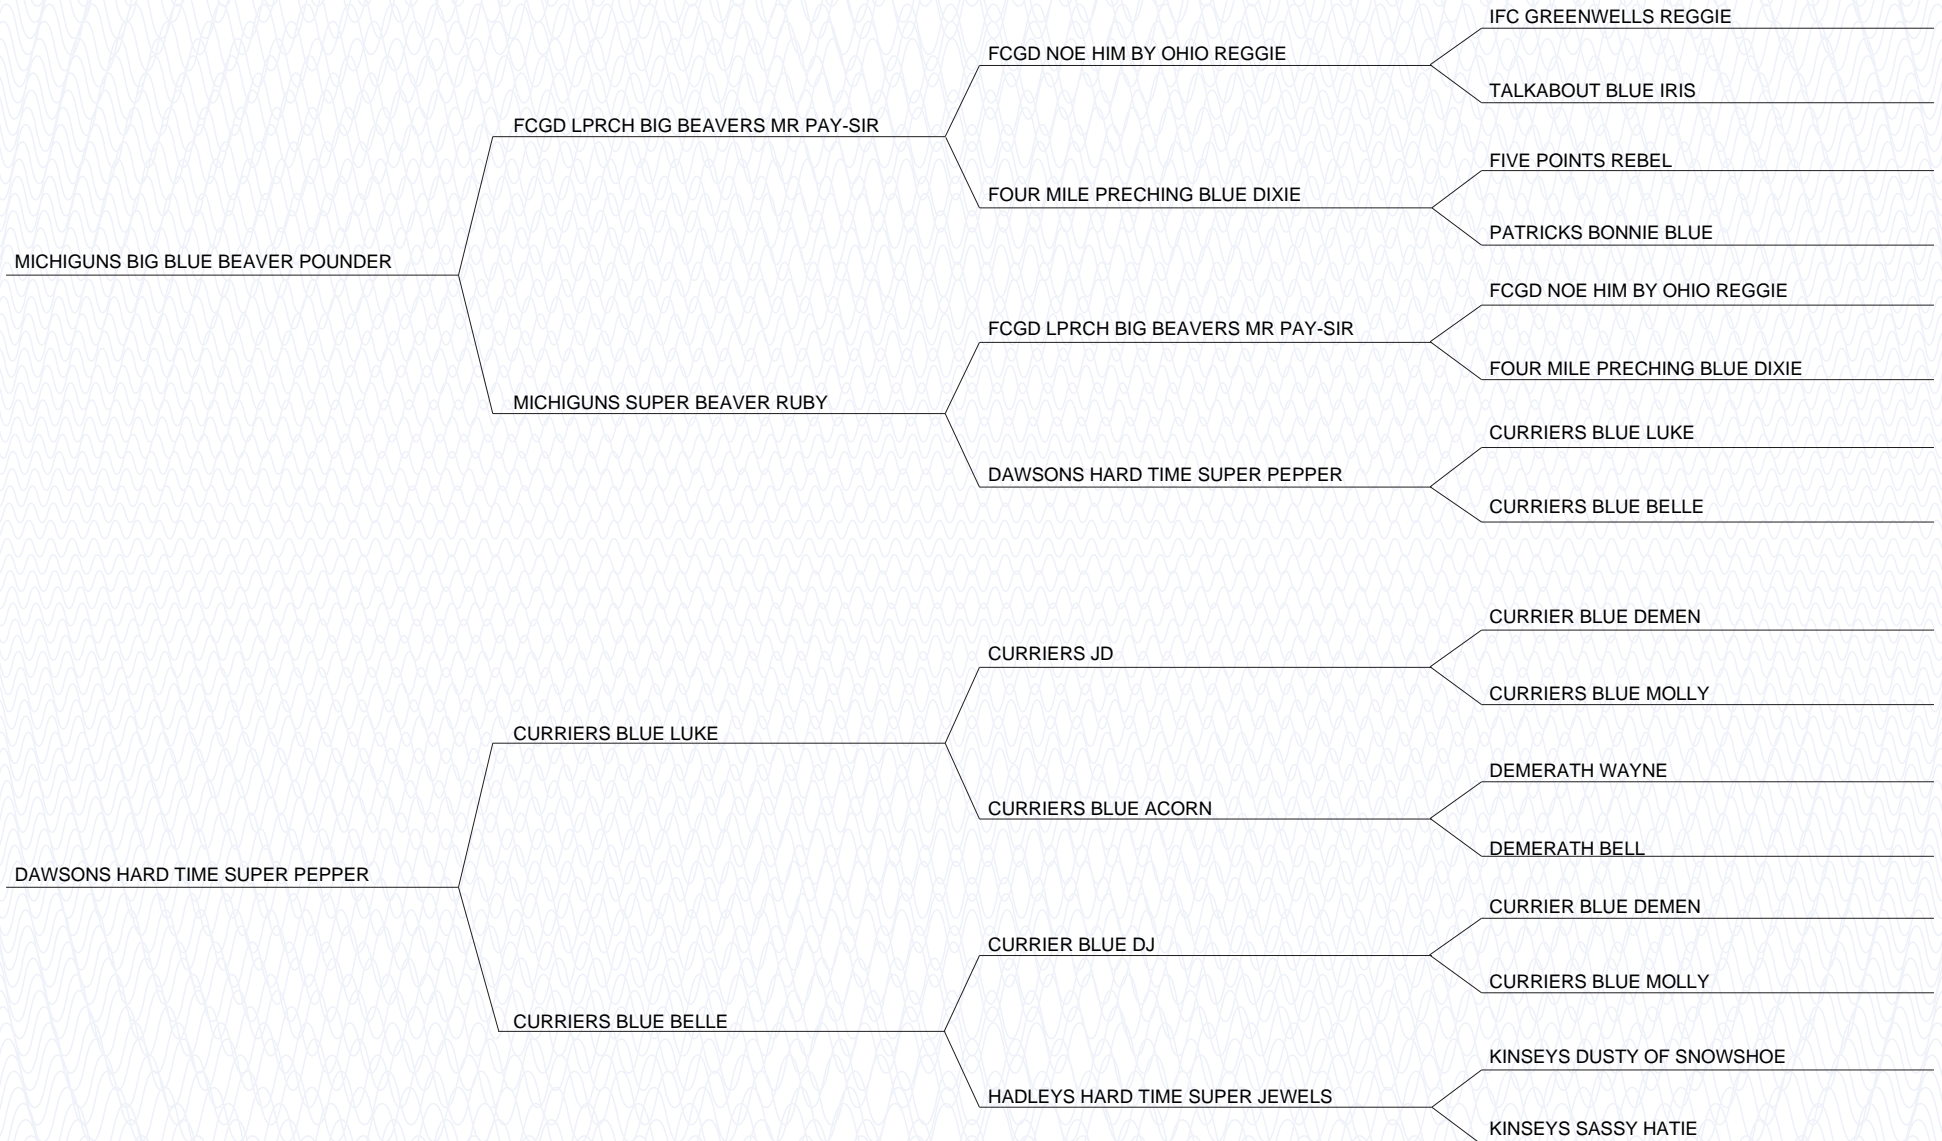 IFC GREENWELLS REGGIE
FCGD NOE HIM BY OHIO REGGIE
TALKABOUT BLUE IRIS
FCGD LPRCH BIG BEAVERS MR PAY-SIR
FIVE POINTS REBEL
FOUR MILE PRECHING BLUE DIXIE
PATRICKS BONNIE BLUE
MICHIGUNS BIG BLUE BEAVER POUNDER
FCGD NOE HIM BY OHIO REGGIE
FCGD LPRCH BIG BEAVERS MR PAY-SIR
FOUR MILE PRECHING BLUE DIXIE
MICHIGUNS SUPER BEAVER RUBY
CURRIERS BLUE LUKE
DAWSONS HARD TIME SUPER PEPPER
CURRIERS BLUE BELLE
CURRIER BLUE DEMEN
CURRIERS JD
CURRIERS BLUE MOLLY
CURRIERS BLUE LUKE
DEMERATH WAYNE
CURRIERS BLUE ACORN
DEMERATH BELL
DAWSONS HARD TIME SUPER PEPPER
CURRIER BLUE DEMEN
CURRIER BLUE DJ
CURRIERS BLUE MOLLY
CURRIERS BLUE BELLE
KINSEYS DUSTY OF SNOWSHOE
HADLEYS HARD TIME SUPER JEWELS
KINSEYS SASSY HATIE